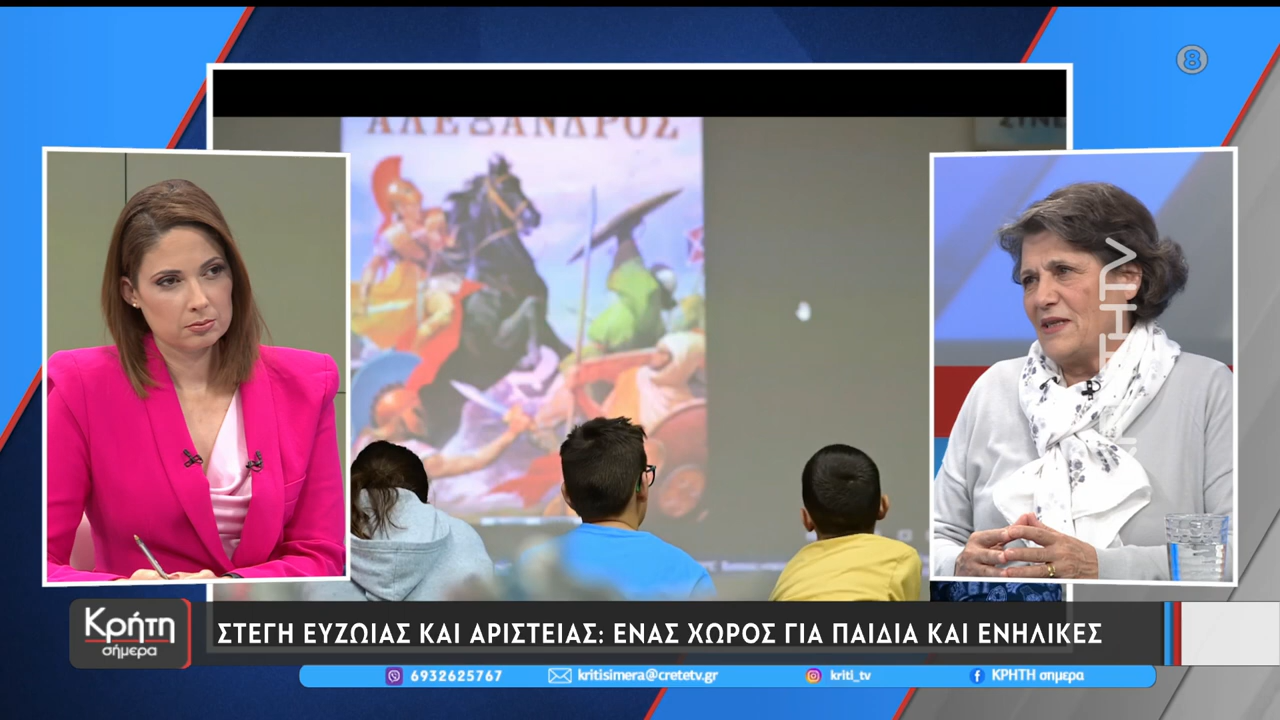 8
ΑΛΕΞΑΝΔΡΟΣ
ΣΥΝΕ
Κρήτη
σήμερα
ΣΤΕΓΗ ΕΥΖΩΙΑΣ ΚΑΙ ΑΡΙΣΤΕΙΑΣ: ΕΝΑΣ ΧΩΡΟΣ ΓΙΑ ΠΑΙΔΙΑ ΚΑΙ ΕΝΗΛΙΚΕΣ
6932625767 kritisimera@cretetv.gr kriti_tv ΚΡΗΤΗ σημερα